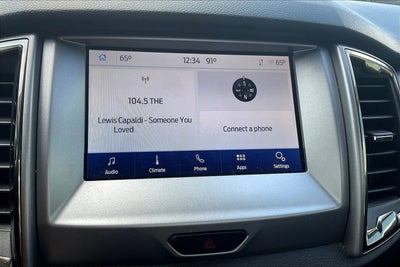 65° 12:34 91° 65°
104.5 THE
Lewis Capaldi - Someone You
Loved
Connect a phone
Audio Climate Phone Apps Settings